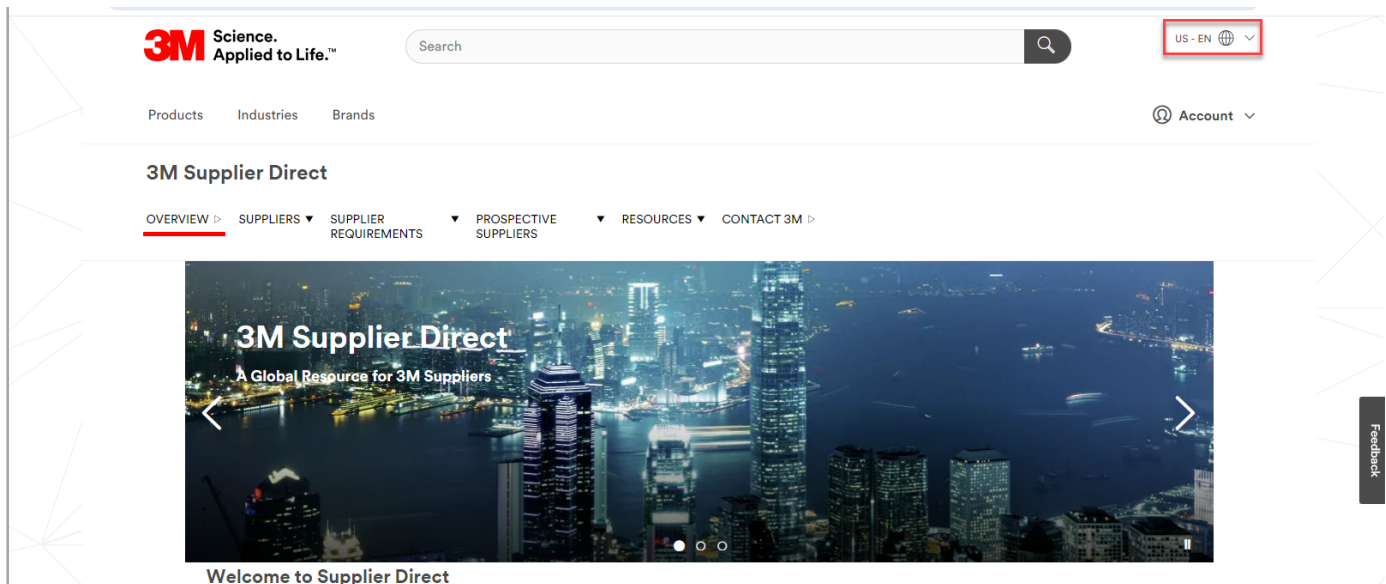 3M Science.
Applied to Life.™
Search
US - EN
Products Industries Brands
Account
3M Supplier Direct
OVERVIEW SUPPLIERS SUPPLIER REQUIREMENTS PROSPECTIVE SUPPLIERS RESOURCES CONTACT 3M
3M Supplier Direct
A Global Resource for 3M Suppliers
Feedback
Welcome to Supplier Direct